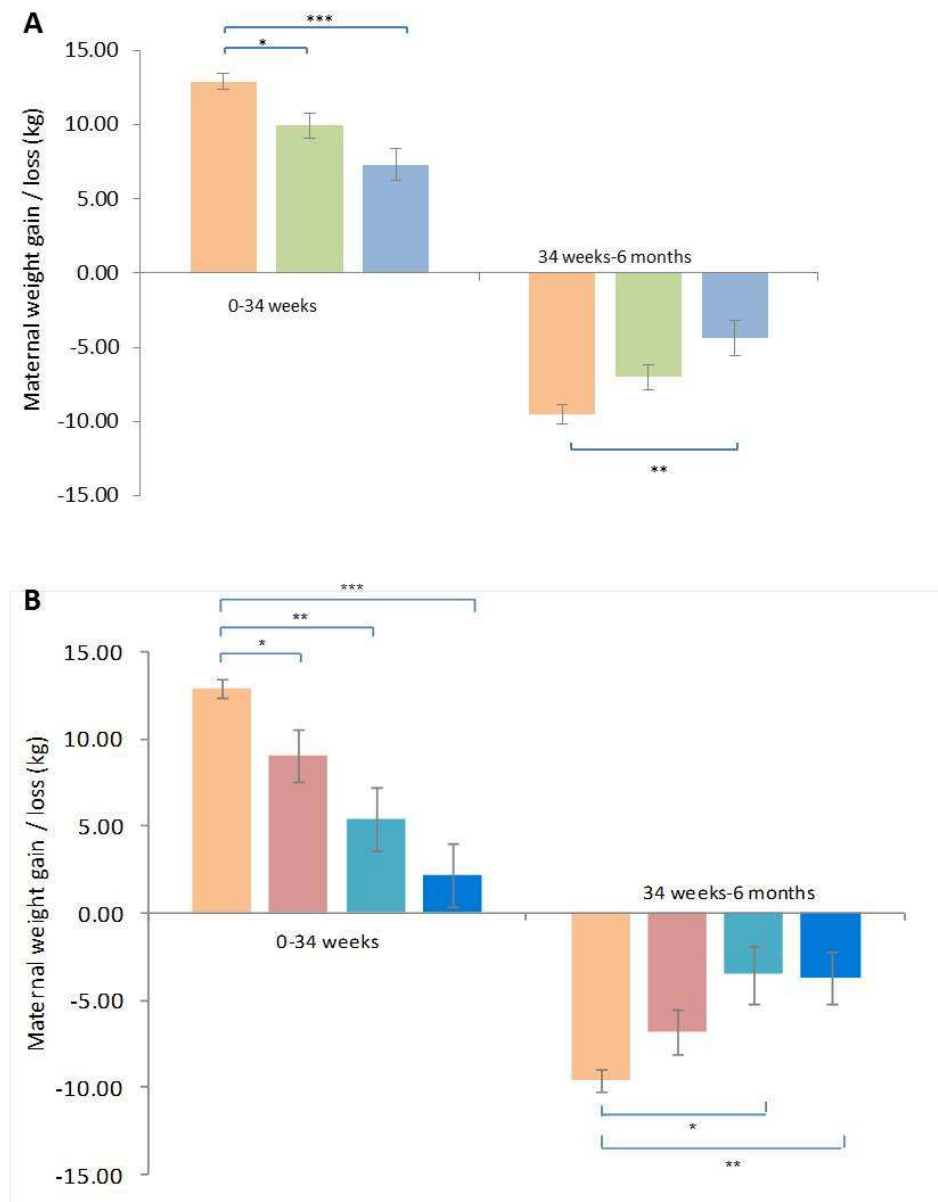 A
***
*
15.00
10.00
5.00
0.00
-5.00
-10.00
-15.00
Maternal weight gain / loss (kg)
0-34 weeks
34 weeks-6 months
**
B
***
**
*
15.00
10.00
5.00
0.00
-5.00
-10.00
-15.00
Maternal weight gain / loss (kg)
0-34 weeks
34 weeks-6 months
*
**